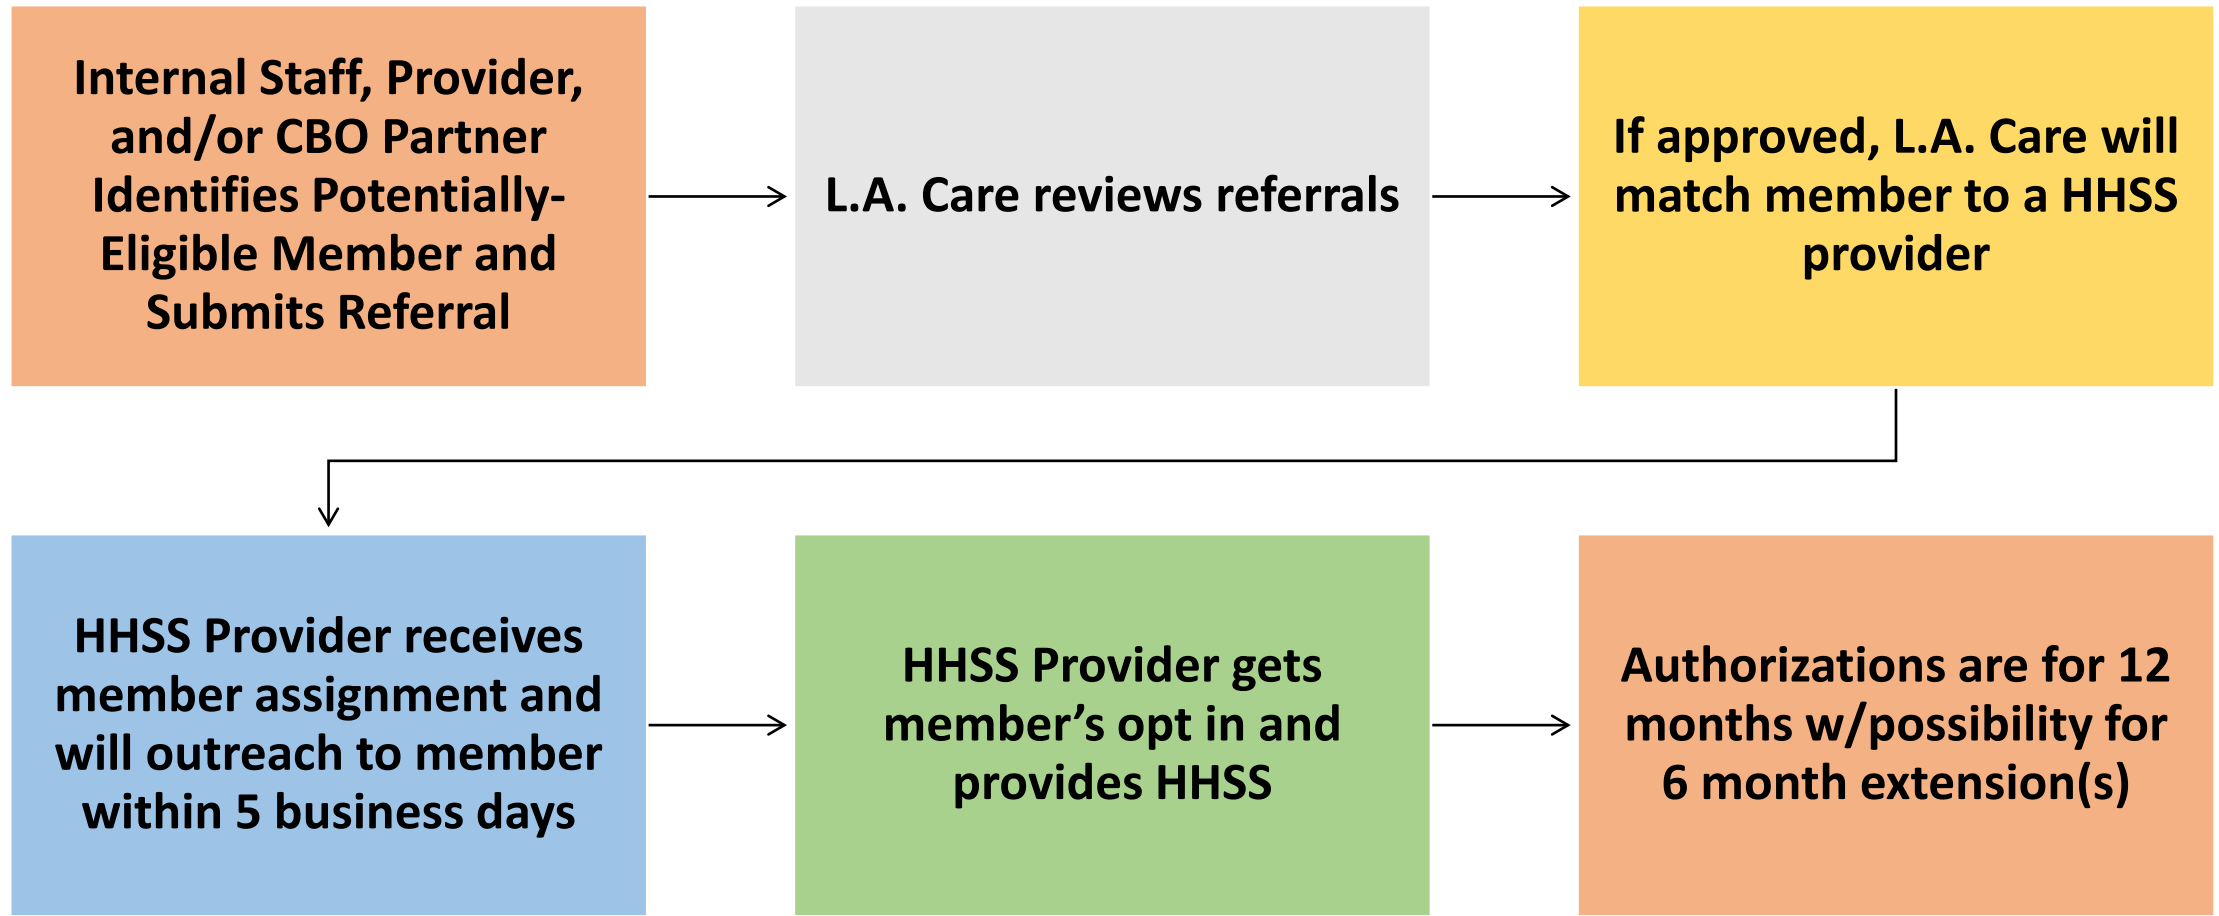 Internal Staff, Provider,
and/or CBO Partner
Identifies Potentially-
Eligible Member and
Submits Referral
L.A. Care reviews referrals
If approved, L.A. Care will
match member to a HHSS
provider
HHSS Provider receives
member assignment and
will outreach to member
within 5 business days
HHSS Provider gets
member’s opt in and
provides HHSS
Authorizations are for 12
months w/possibility for
6 month extension(s)